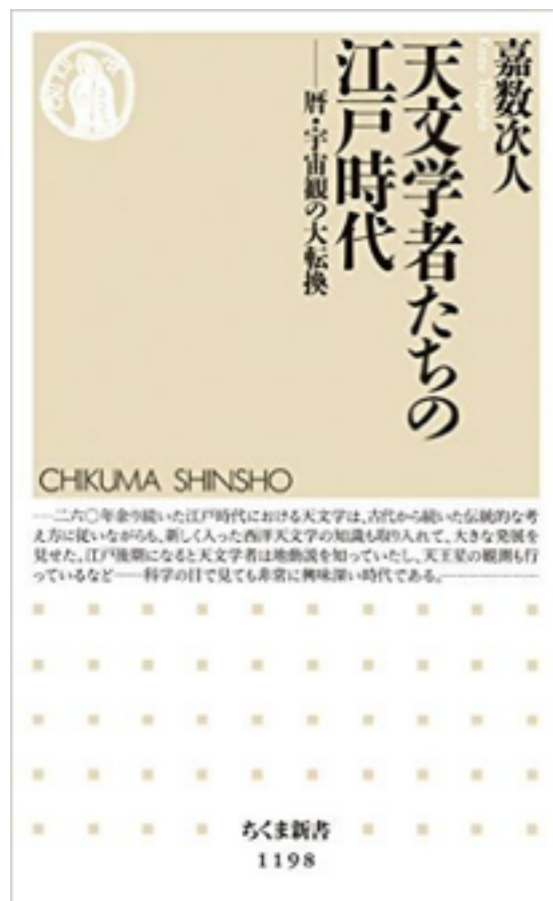 嘉数次人
Kazu Tsuguto
天文学者たちの
江戸時代
――暦・宇宙観の大転換
CHIKUMA SHINSHO
――二六〇年余り続いた江戸時代における天文学は、古代から続いた伝統的な考
え方に従いながらも、新しく入った西洋天文学の知識も取り入れて、大きな発展を
見せた。江戸後期になると天文学者は地動説を知っていたし、天王星の観測も行
っているなど――科学の目で見ても非常に興味深い時代である。――
ちくま新書
1198